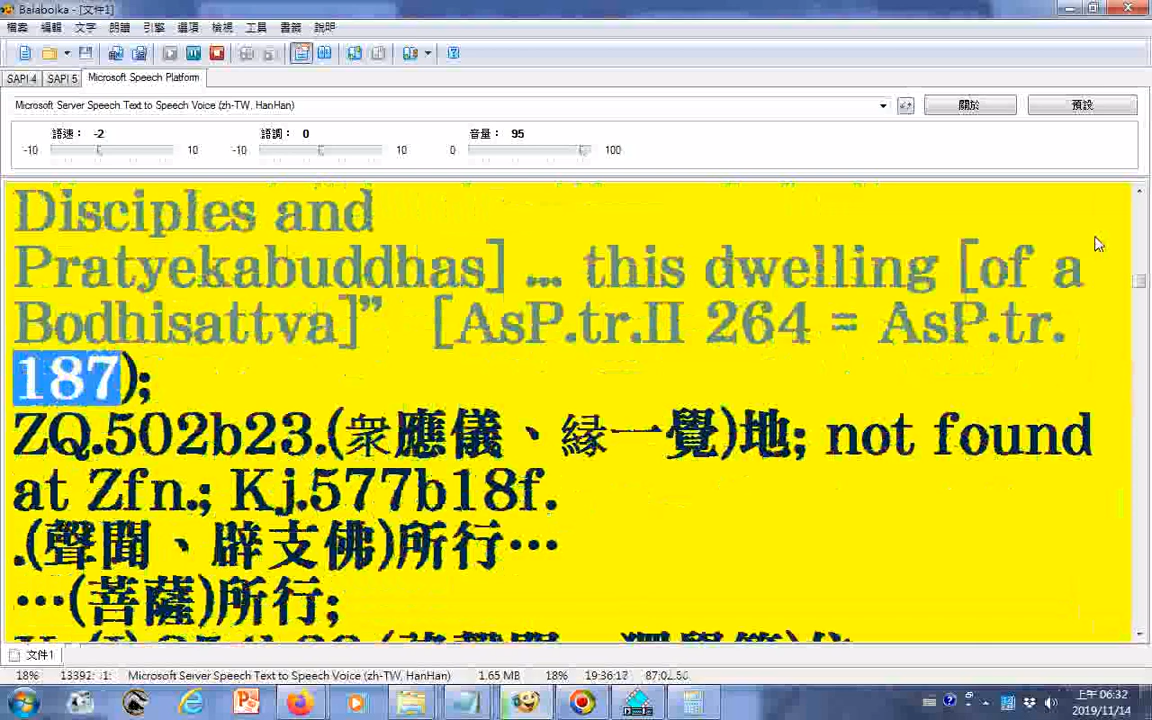 Balabolka - [文件1]
檔案 編輯 文字 朗讀 引擎 選項 檢視 工具 書籤 說明
SAPI 4 SAPI 5 Microsoft Speech Platform
Microsoft Server Speech Text to Speech Voice (zh-TW, HanHan) 關於 預設
語速： -2 語調： 0 音量： 95
-10 10 -10 10 0 100
Disciples and
Pratyekabuddhas] ... this dwelling [of a
Bodhisattva]” [AsP.tr.II 264 = AsP.tr.
187);
ZQ.502b23.(衆應儀、縁一覺)地; not found
at Zfn.; Kj.577b18f.
.(聲聞、辟支佛)所行…
…(菩薩)所行;
文件1
18% 13392: 1: Microsoft Server Speech Text to Speech Voice (zh-TW, HanHan) 1.65 MB 18%
上午 06:32
2019/11/14